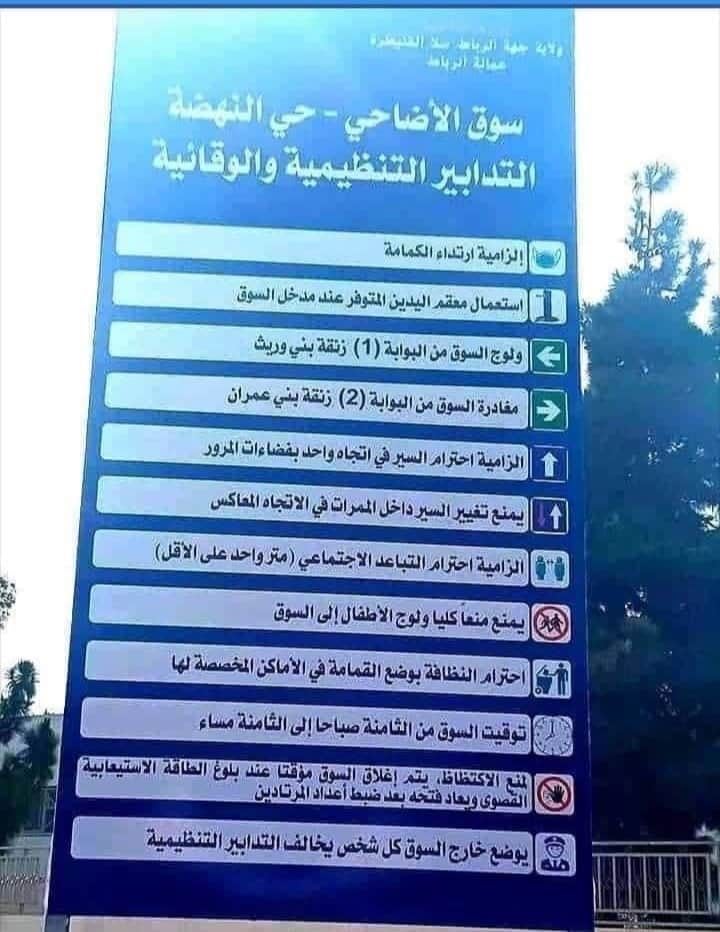 ولاية جهة الرباط سلا القنيطرة
عمالة الرباط
سوق الأضاحي - حي النهضة
التدابير التنظيمية والوقائية
إلزامية ارتداء الكمامة
استعمال معقم اليدين المتوفر عند مدخل السوق
ولوج السوق من البوابة (1) زنقة بني وريث
مغادرة السوق من البوابة (2) زنقة بني عمران
الزامية احترام السير في اتجاه واحد بفضاءات المرور
يمنع تغيير السير داخل الممرات في الاتجاه المعاكس
الزامية احترام التباعد الاجتماعي (متر واحد على الأقل)
يمنع منعاً كليا ولوج الأطفال إلى السوق
احترام النظافة بوضع القمامة في الأماكن المخصصة لها
توقيت السوق من الثامنة صباحا إلى الثامنة مساء
لمنع الاكتظاظ، يتم إغلاق السوق مؤقتا عند بلوغ الطاقة الاستيعابية
القصوى ويعاد فتحه بعد ضبط أعداد المرتادين
يوضع خارج السوق كل شخص يخالف التدابير التنظيمية